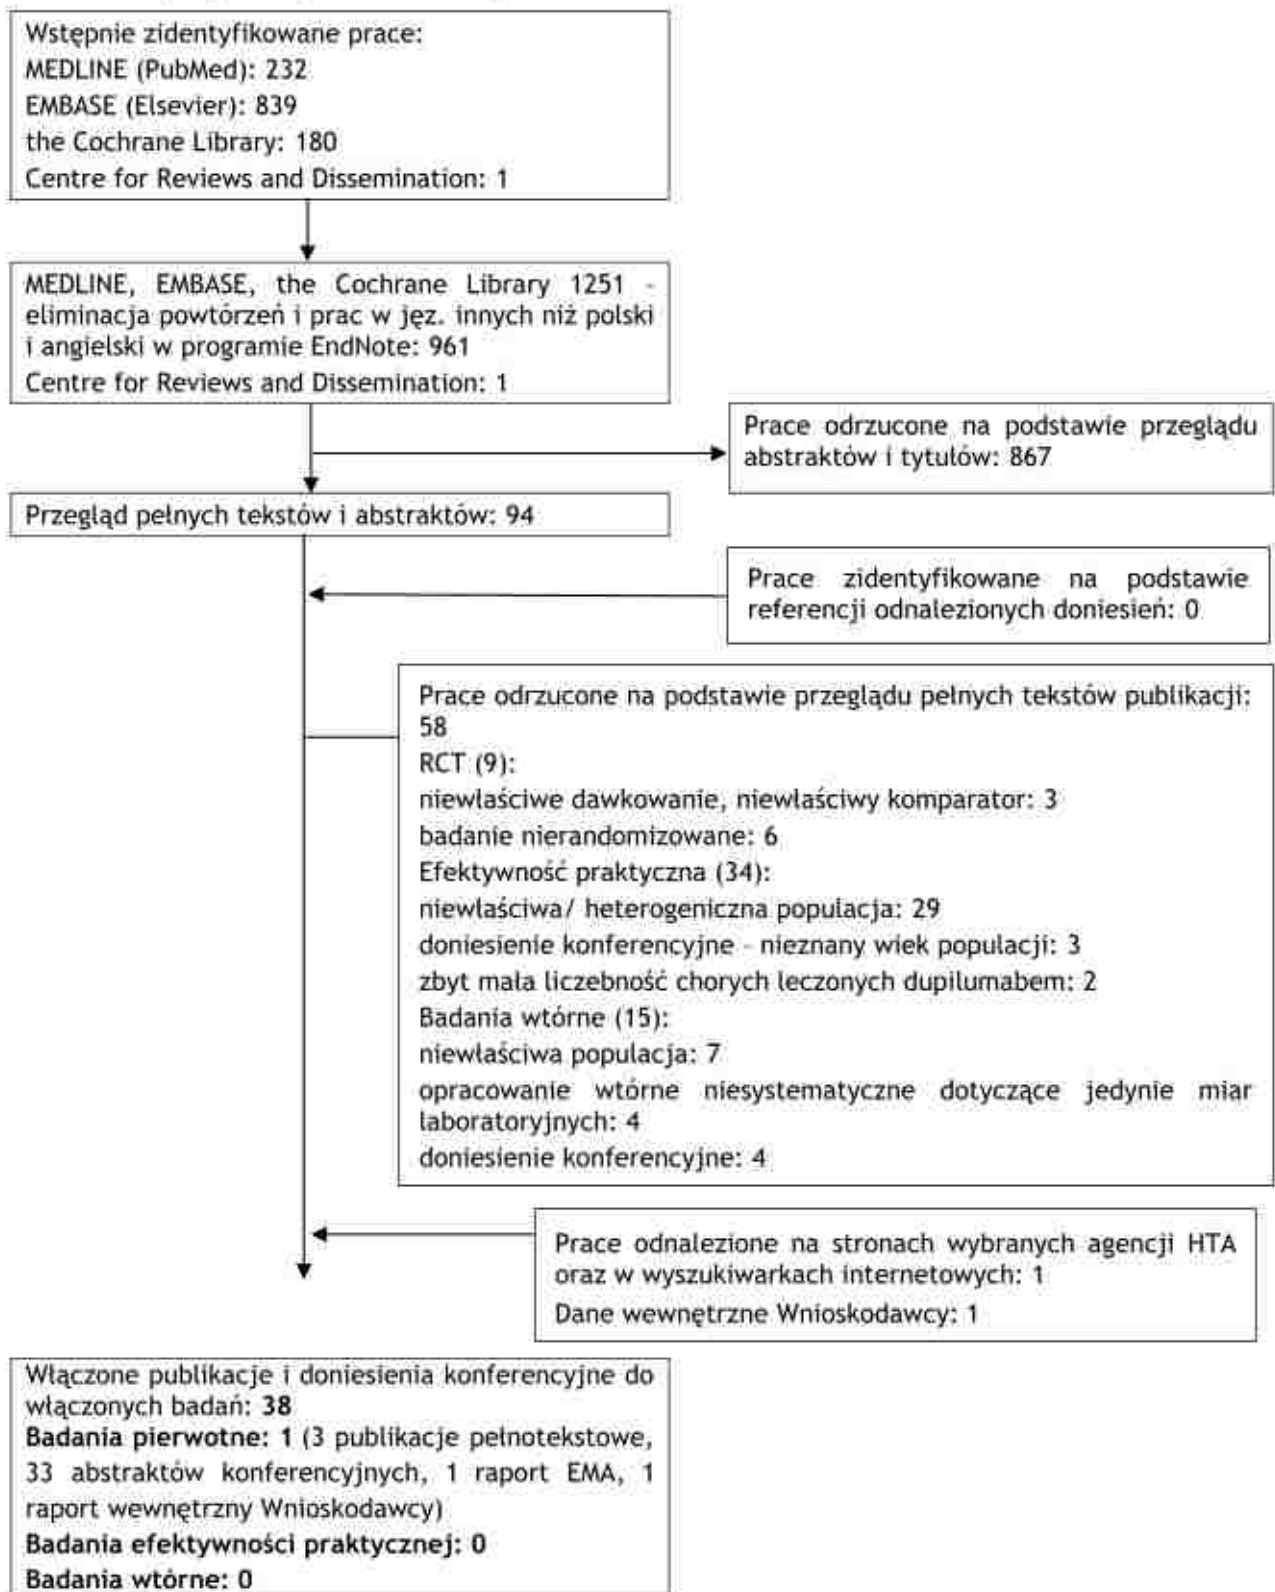 Wstępnie zidentyfikowane prace:
MEDLINE (PubMed): 232
EMBASE (Elsevier): 839
the Cochrane Library: 180
Centre for Reviews and Dissemination: 1
MEDLINE, EMBASE, the Cochrane Library 1251 -
eliminacja powtórzeń i prac w jęz. innych niż polski
i angielski w programie EndNote: 961
Centre for Reviews and Dissemination: 1
Prace odrzucone na podstawie przeglądu
abstraktów i tytułów: 867
Przegląd pełnych tekstów i abstraktów: 94
Prace zidentyfikowane na podstawie
referencji odnalezionych doniesień: 0
Prace odrzucone na podstawie przeglądu pełnych tekstów publikacji:
58
RCT (9):
niewłaściwe dawkowanie, niewłaściwy komparator: 3
badanie nierandomizowane: 6
Efektywność praktyczna (34):
niewłaściwa/ heterogeniczna populacja: 29
doniesienie konferencyjne - nieznany wiek populacji: 3
zbyt mała liczebność chorych leczonych dupilumabem: 2
Badania wtórne (15):
niewłaściwa populacja: 7
opracowanie wtórne niesystematyczne dotyczące jedynie miar
laboratoryjnych: 4
doniesienie konferencyjne: 4
Prace odnalezione na stronach wybranych agencji HTA
oraz w wyszukiwarkach internetowych: 1
Dane wewnętrzne Wnioskodawcy: 1
Włączone publikacje i doniesienia konferencyjne do
włączonych badań: 38
Badania pierwotne: 1 (3 publikacje pełnotekstowe,
33 abstraktów konferencyjnych, 1 raport EMA, 1
raport wewnętrzny Wnioskodawcy)
Badania efektywności praktycznej: 0
Badania wtórne: 0